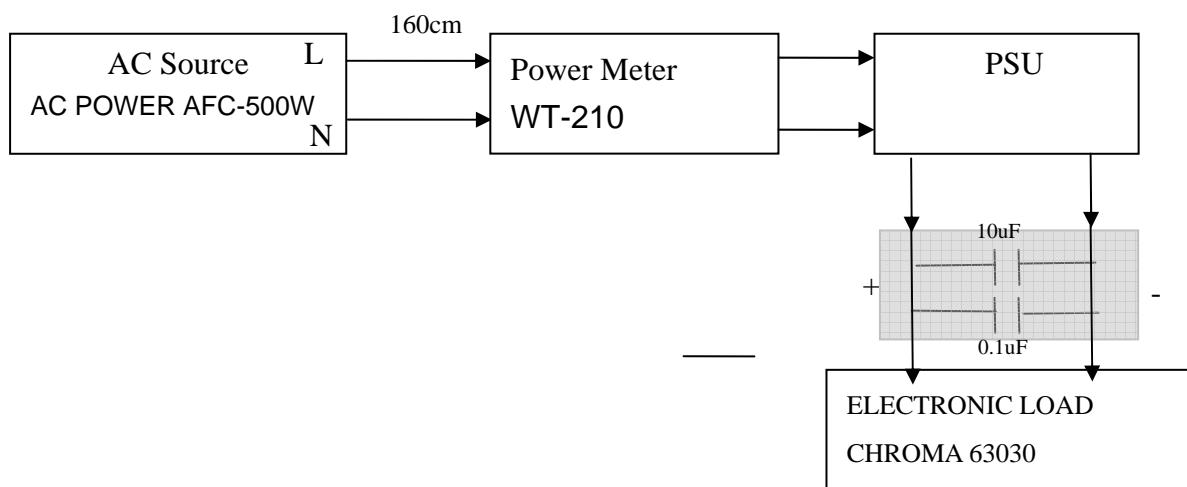 160cm
AC Source
L
AC POWER AFC-500W
N
Power Meter
WT-210
PSU
10uF
+
-
0.1uF
ELECTRONIC LOAD
CHROMA 63030